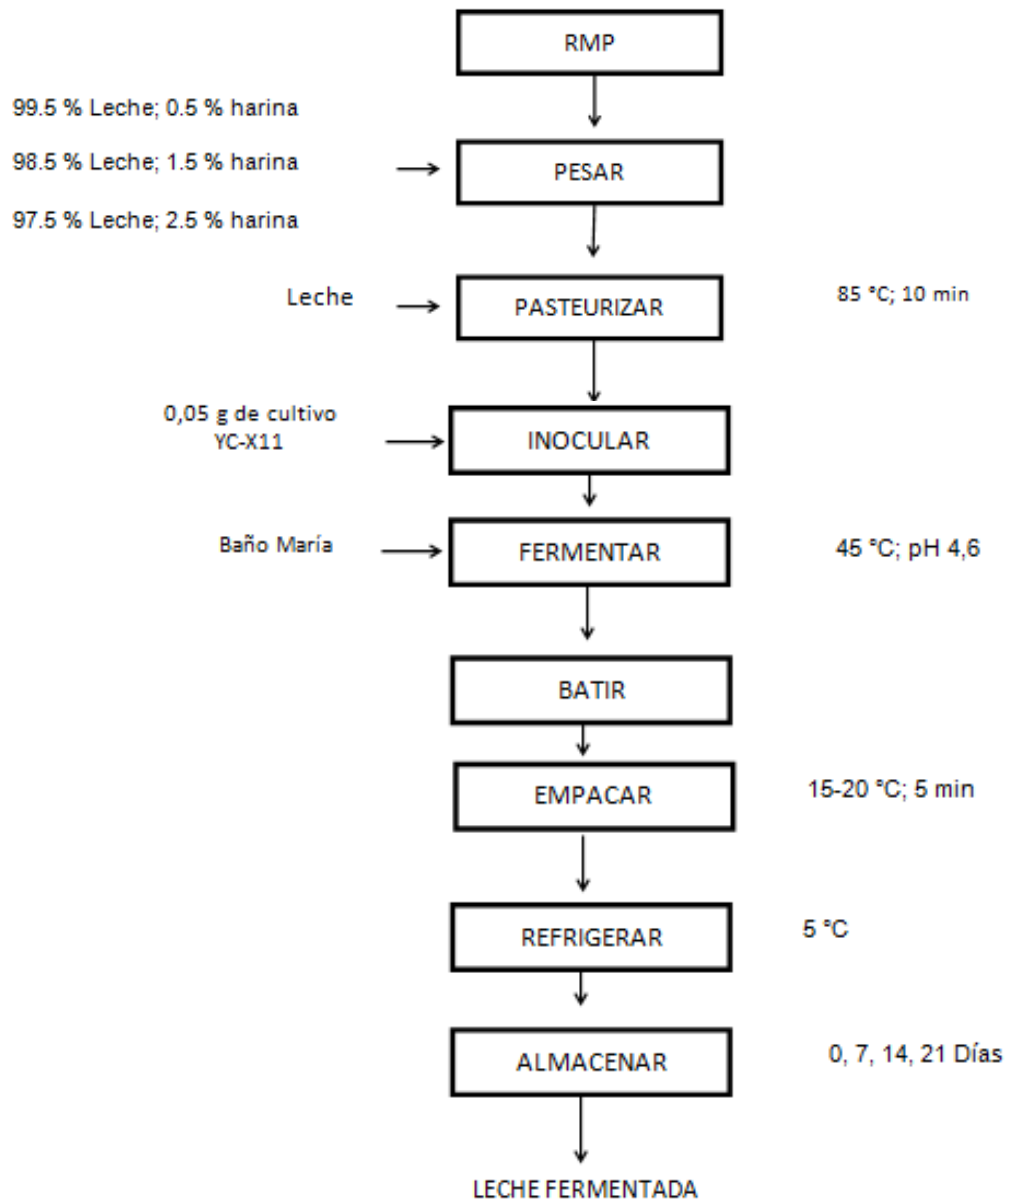 RMP
99.5 % Leche; 0.5 % harina
98.5 % Leche; 1.5 % harina
PESAR
97.5 % Leche; 2.5 % harina
Leche
PASTEURIZAR
85 °C; 10 min
0,05 g de cultivo
YC-X11
INOCULAR
Baño María
FERMENTAR
45 °C; pH 4,6
BATIR
EMPACAR
15-20 °C; 5 min
REFRIGERAR
5 °C
ALMACENAR
0, 7, 14, 21 Días
LECHE FERMENTADA